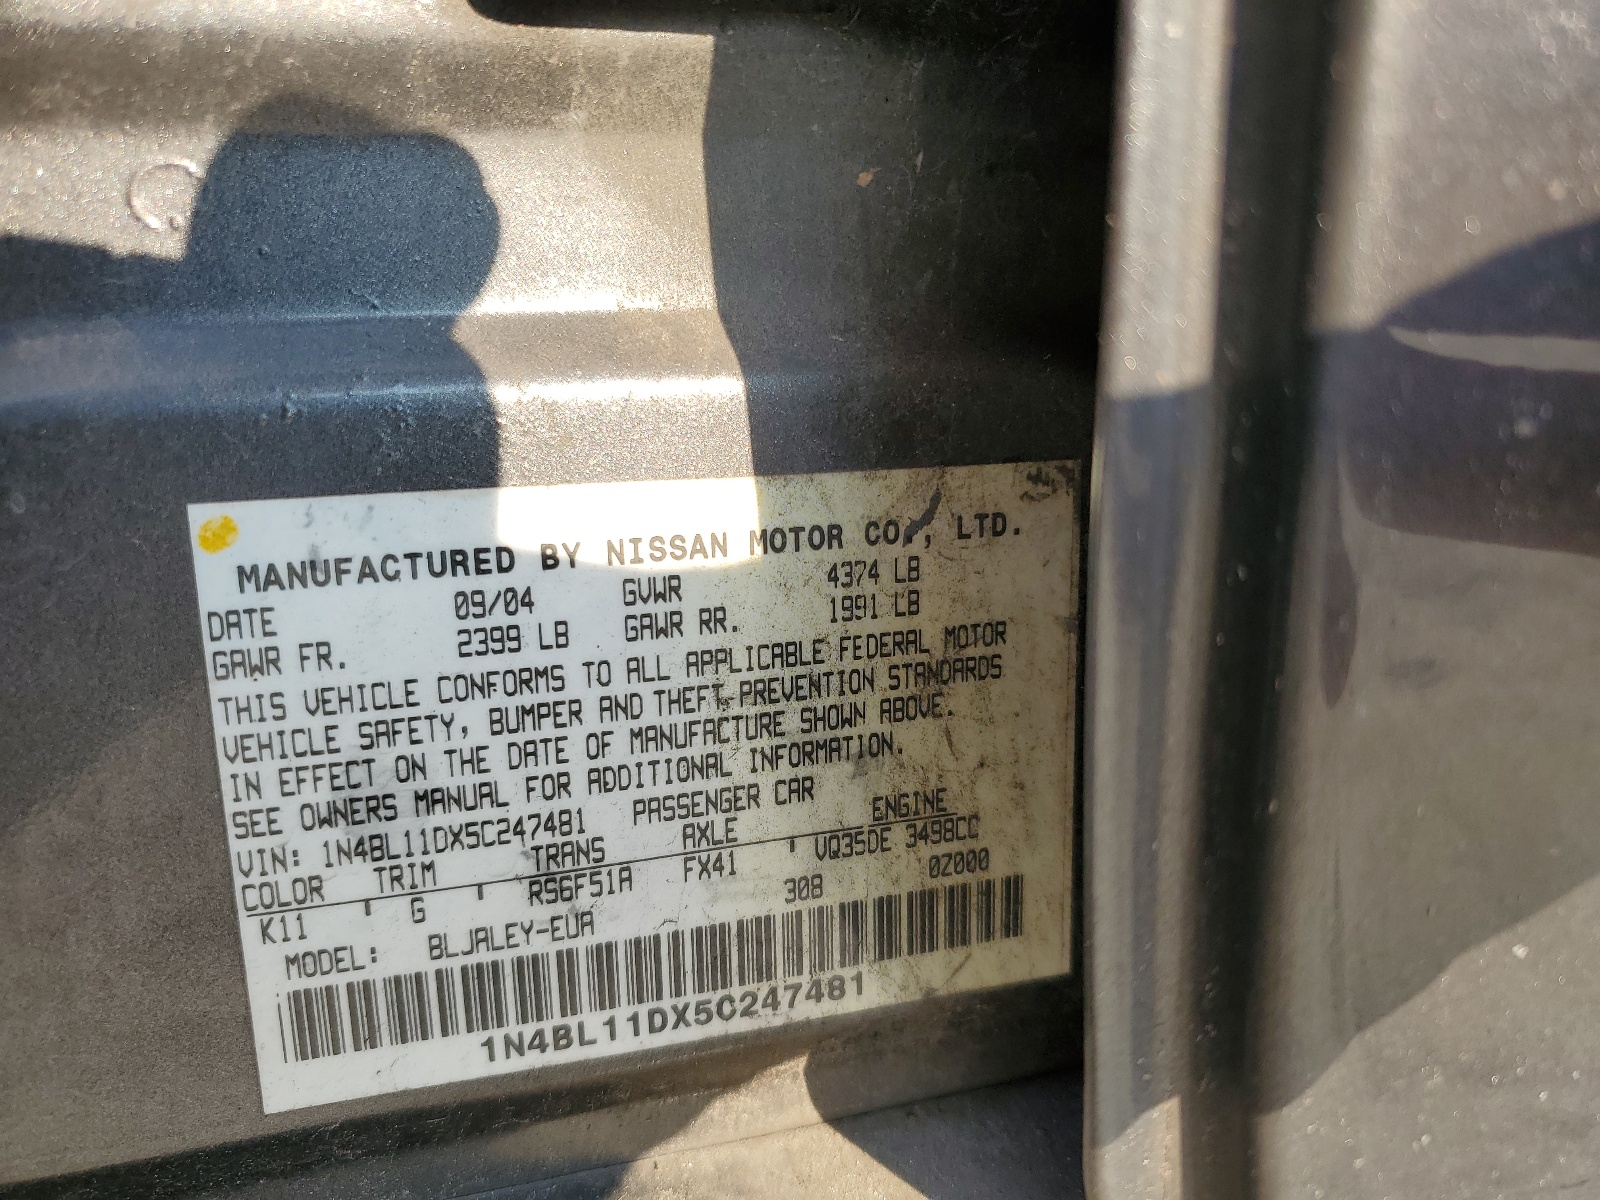 MANUFACTURED BY NISSAN MOTOR CO., LTD.
DATE 09/04 GVWR 4374 LB
GAWR FR. 2399 LB GAWR RR. 1991 LB
THIS VEHICLE CONFORMS TO ALL APPLICABLE FEDERAL MOTOR
VEHICLE SAFETY, BUMPER AND THEFT PREVENTION STANDARDS
IN EFFECT ON THE DATE OF MANUFACTURE SHOWN ABOVE.
SEE OWNERS MANUAL FOR ADDITIONAL INFORMATION.
VIN: 1N4BL11DX5C247481 PASSENGER CAR
COLOR TRIM TRANS AXLE ENGINE
K11 G RS6F51A FX41 VQ35DE 3498CC
MODEL: BLJALEY-EUA 308 0Z000
1N4BL11DX5C247481